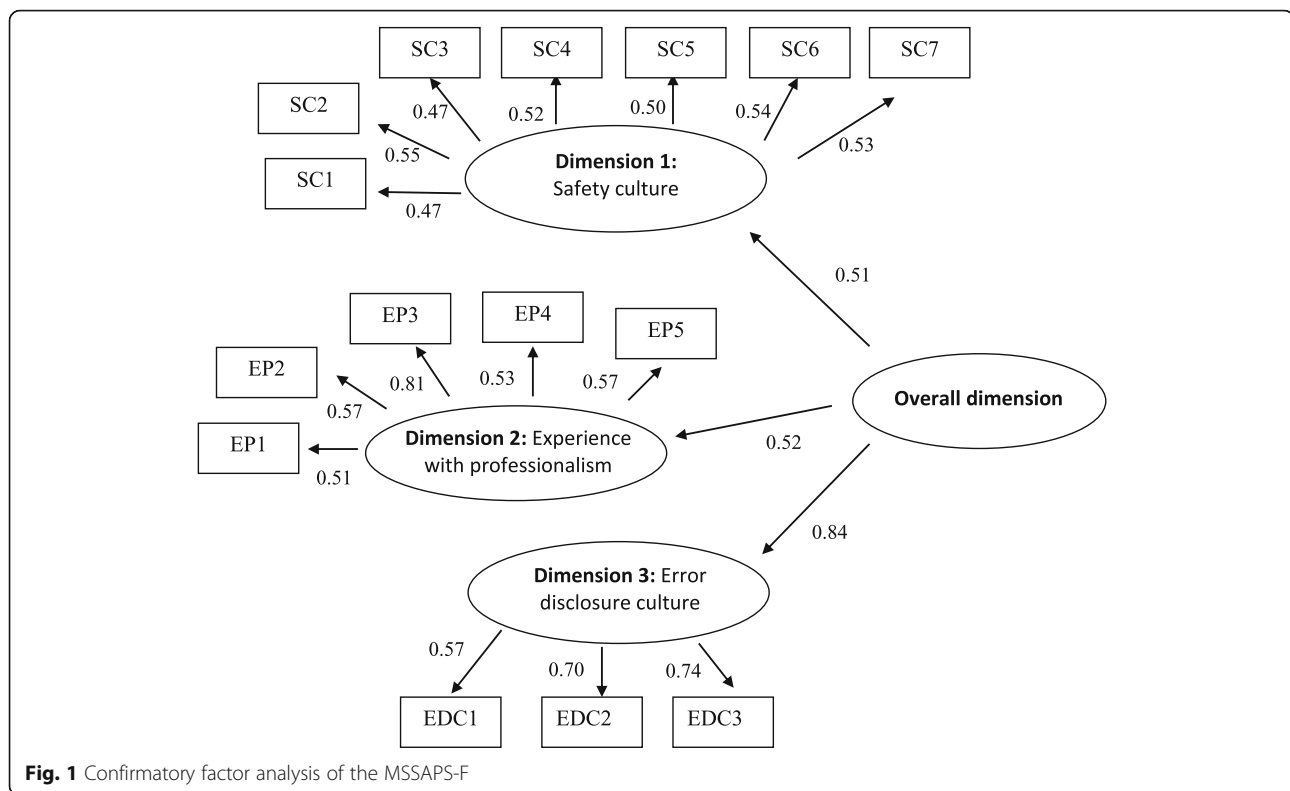 SC3 SC4 SC5 SC6 SC7
0.47 0.52 0.50 0.54 0.53
SC2
0.55
SC1
0.47
Dimension 1:
Safety culture
0.51
EP3 EP4 EP5
EP2
0.81 0.53 0.57
0.57
EP1
0.51
Dimension 2: Experience
with professionalism
0.52
Overall dimension
0.84
Dimension 3: Error
disclosure culture
0.57 0.70 0.74
EDC1 EDC2 EDC3
Fig. 1 Confirmatory factor analysis of the MSSAPS-F